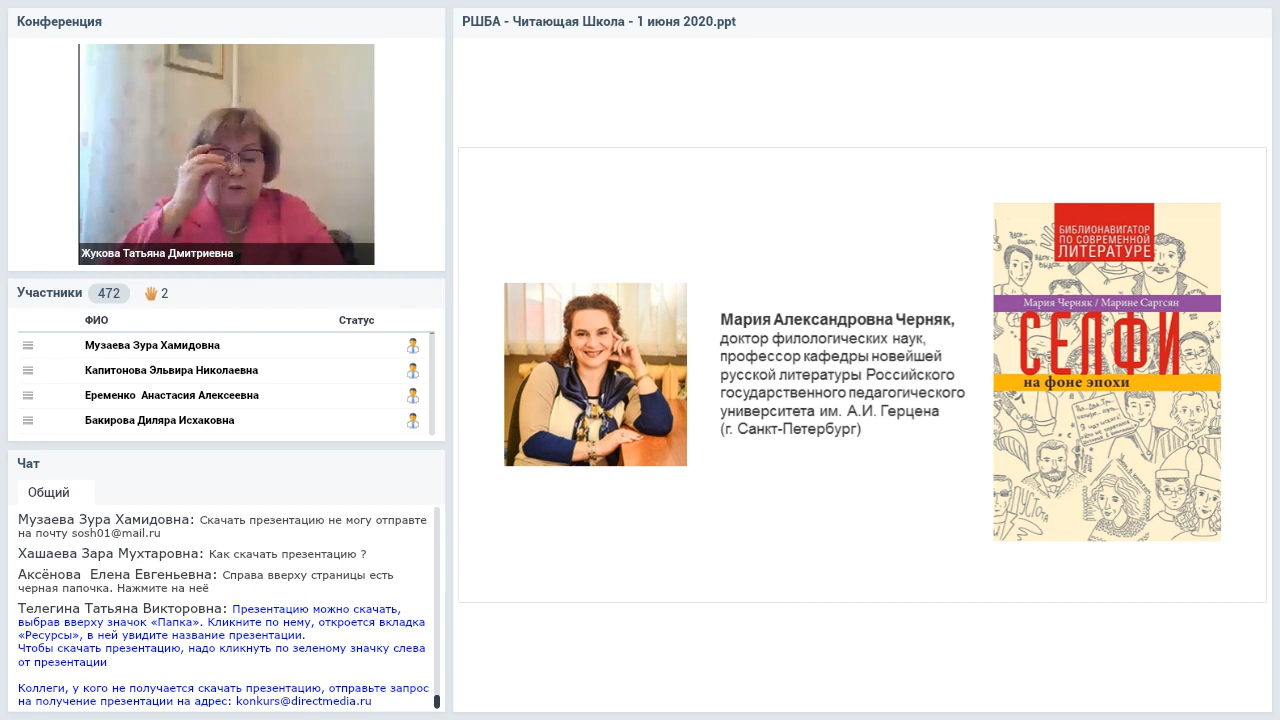 Конференция
Жукова Татьяна Дмитриевна
Участники 472 2
ФИО Статус
Музаева Зура Хамидовна
Капитонова Эльвира Николаевна
Еременко Анастасия Алексеевна
Бакирова Диляра Исхаковна
Чат
Общий
Музаева Зура Хамидовна: Скачать презентацию не могу отправте
на почту sosh01@mail.ru
Хашаева Зара Мухтаровна: Как скачать презентацию ?
Аксёнова Елена Евгеньевна: Справа вверху страницы есть
черная папочка. Нажмите на неё
Телегина Татьяна Викторовна: Презентацию можно скачать,
выбрав вверху значок «Папка». Кликните по нему, откроется вкладка
«Ресурсы», в ней увидите название презентации.
Чтобы скачать презентацию, надо кликнуть по зеленому значку слева
от презентации
Коллеги, у кого не получается скачать презентацию, отправьте запрос
на получение презентации на адрес: konkurs@directmedia.ru
РШБА - Читающая Школа - 1 июня 2020.ppt
Мария Александровна Черняк,
доктор филологических наук,
профессор кафедры новейшей
русской литературы Российского
государственного педагогического
университета им. А.И. Герцена
(г. Санкт-Петербург)
БИБЛИОНАВИГАТОР
ПО СОВРЕМЕННОЙ
ЛИТЕРАТУРЕ
Мария Черняк / Марине Саргсян
СЕЛФИ
на фоне эпохи